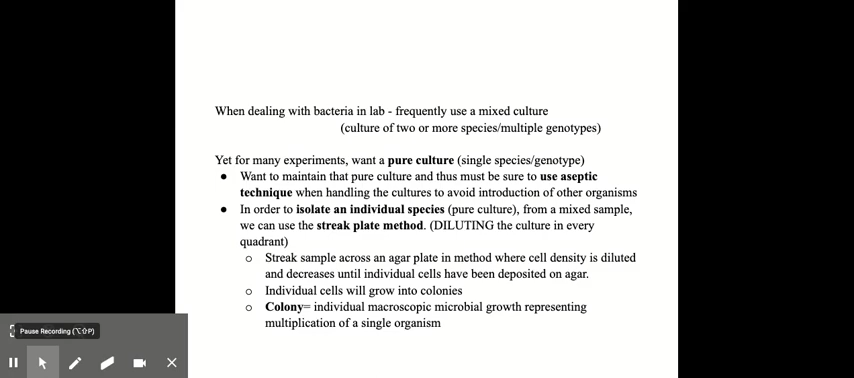 When dealing with bacteria in lab - frequently use a mixed culture
(culture of two or more species/multiple genotypes)
Yet for many experiments, want a pure culture (single species/genotype)
● Want to maintain that pure culture and thus must be sure to use aseptic
technique when handling the cultures to avoid introduction of other organisms
● In order to isolate an individual species (pure culture), from a mixed sample,
we can use the streak plate method. (DILUTING the culture in every
quadrant)
○ Streak sample across an agar plate in method where cell density is diluted
and decreases until individual cells have been deposited on agar.
○ Individual cells will grow into colonies
○ Colony= individual macroscopic microbial growth representing
multiplication of a single organism
Pause Recording (⌥⇧P)